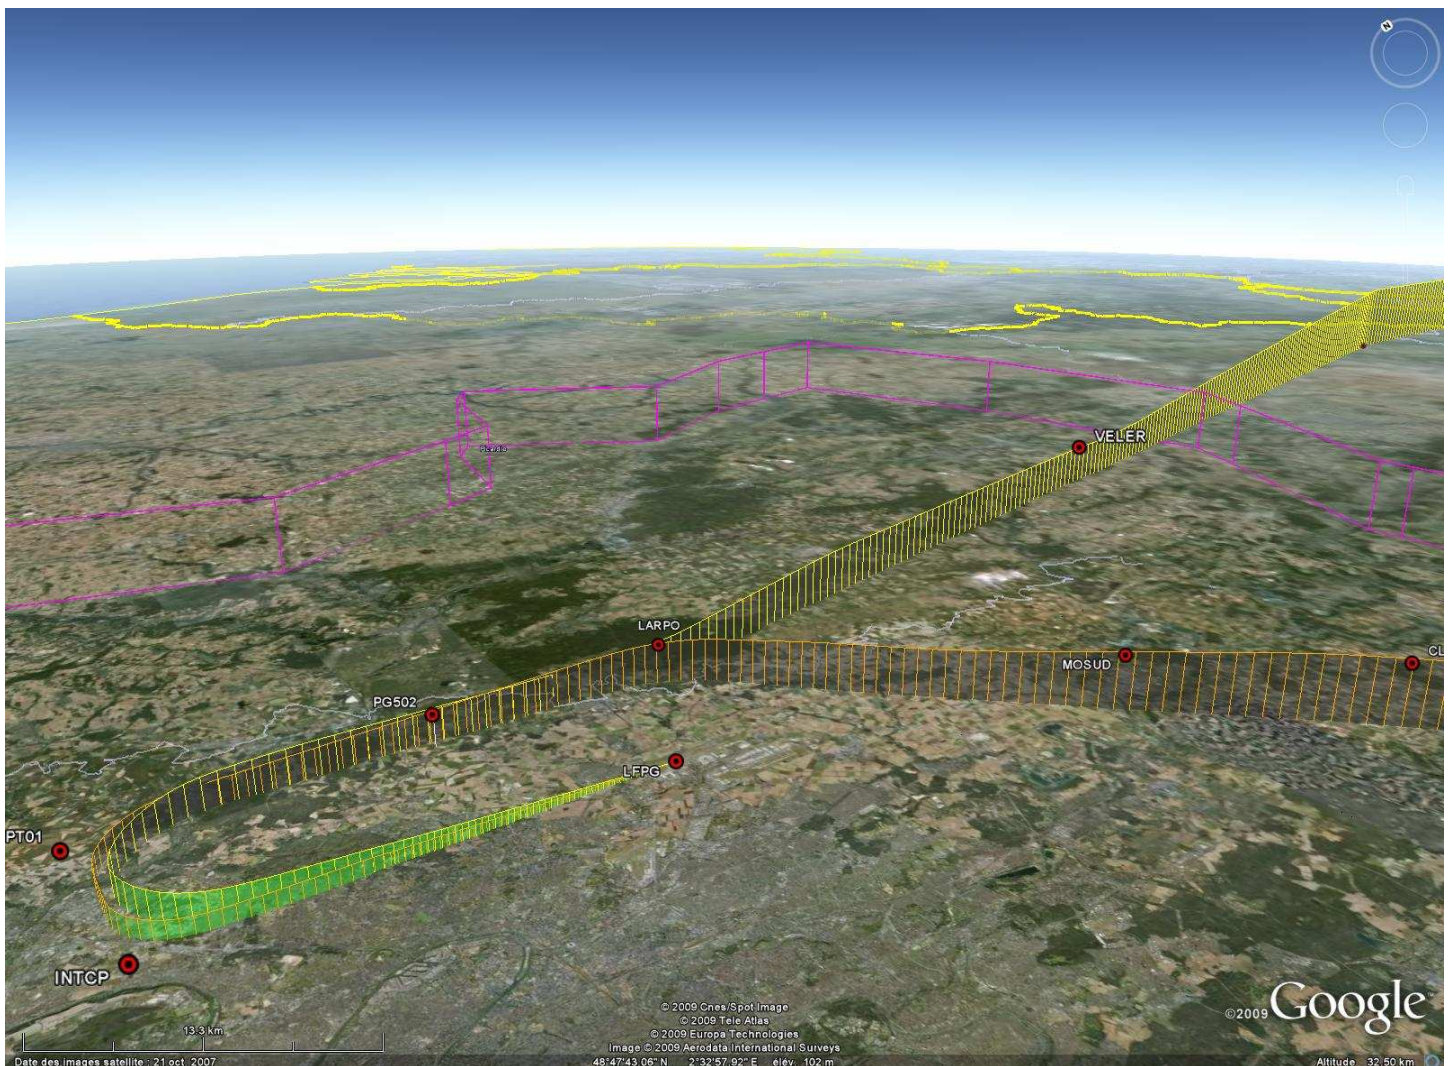 N
VELER
Picardie
LARPO
MOSUD
CL
PG502
LFPG
PT01
INTCP
13.3 km
© 2009 Cnes/Spot Image
© 2009 Tele Atlas
© 2009 Europa Technologies
Image © 2009 Aerodata International Surveys
©2009 Google
Date des images satellite : 21 oct. 2007
48°47'43.06" N 2°32'57.92" E élév. 102 m
Altitude 32.50 km